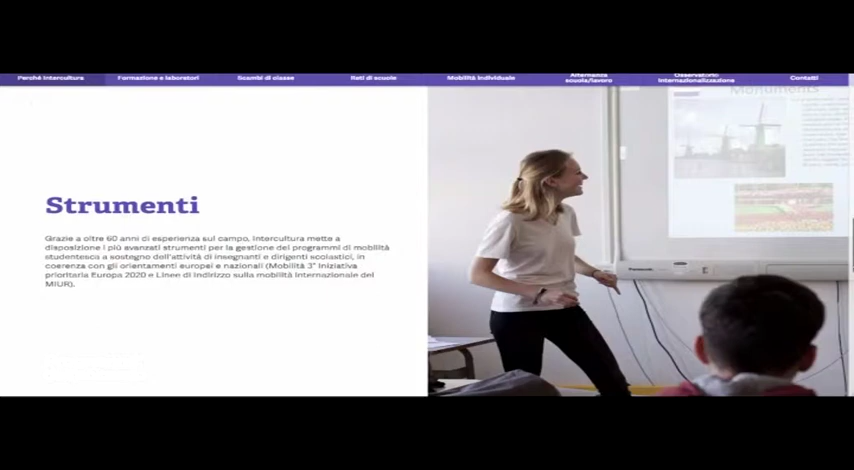 Perché Intercultura
Formazione e laboratori
Scambi di classe
Reti di scuole
Mobilità individuale
Alternanza
scuola/lavoro
Osservatorio
Internazionalizzazione
Contatti
Strumenti
Grazie a oltre 60 anni di esperienza sul campo, Intercultura mette a
disposizione i più avanzati strumenti per la gestione dei programmi di mobilità
studentesca a sostegno dell'attività di insegnanti e dirigenti scolastici, in
coerenza con gli orientamenti europei e nazionali (Mobilità 3° Iniziativa
prioritaria Europa 2020 e Linee di Indirizzo sulla mobilità Internazionale del
MIUR).
Monuments
Panasonic